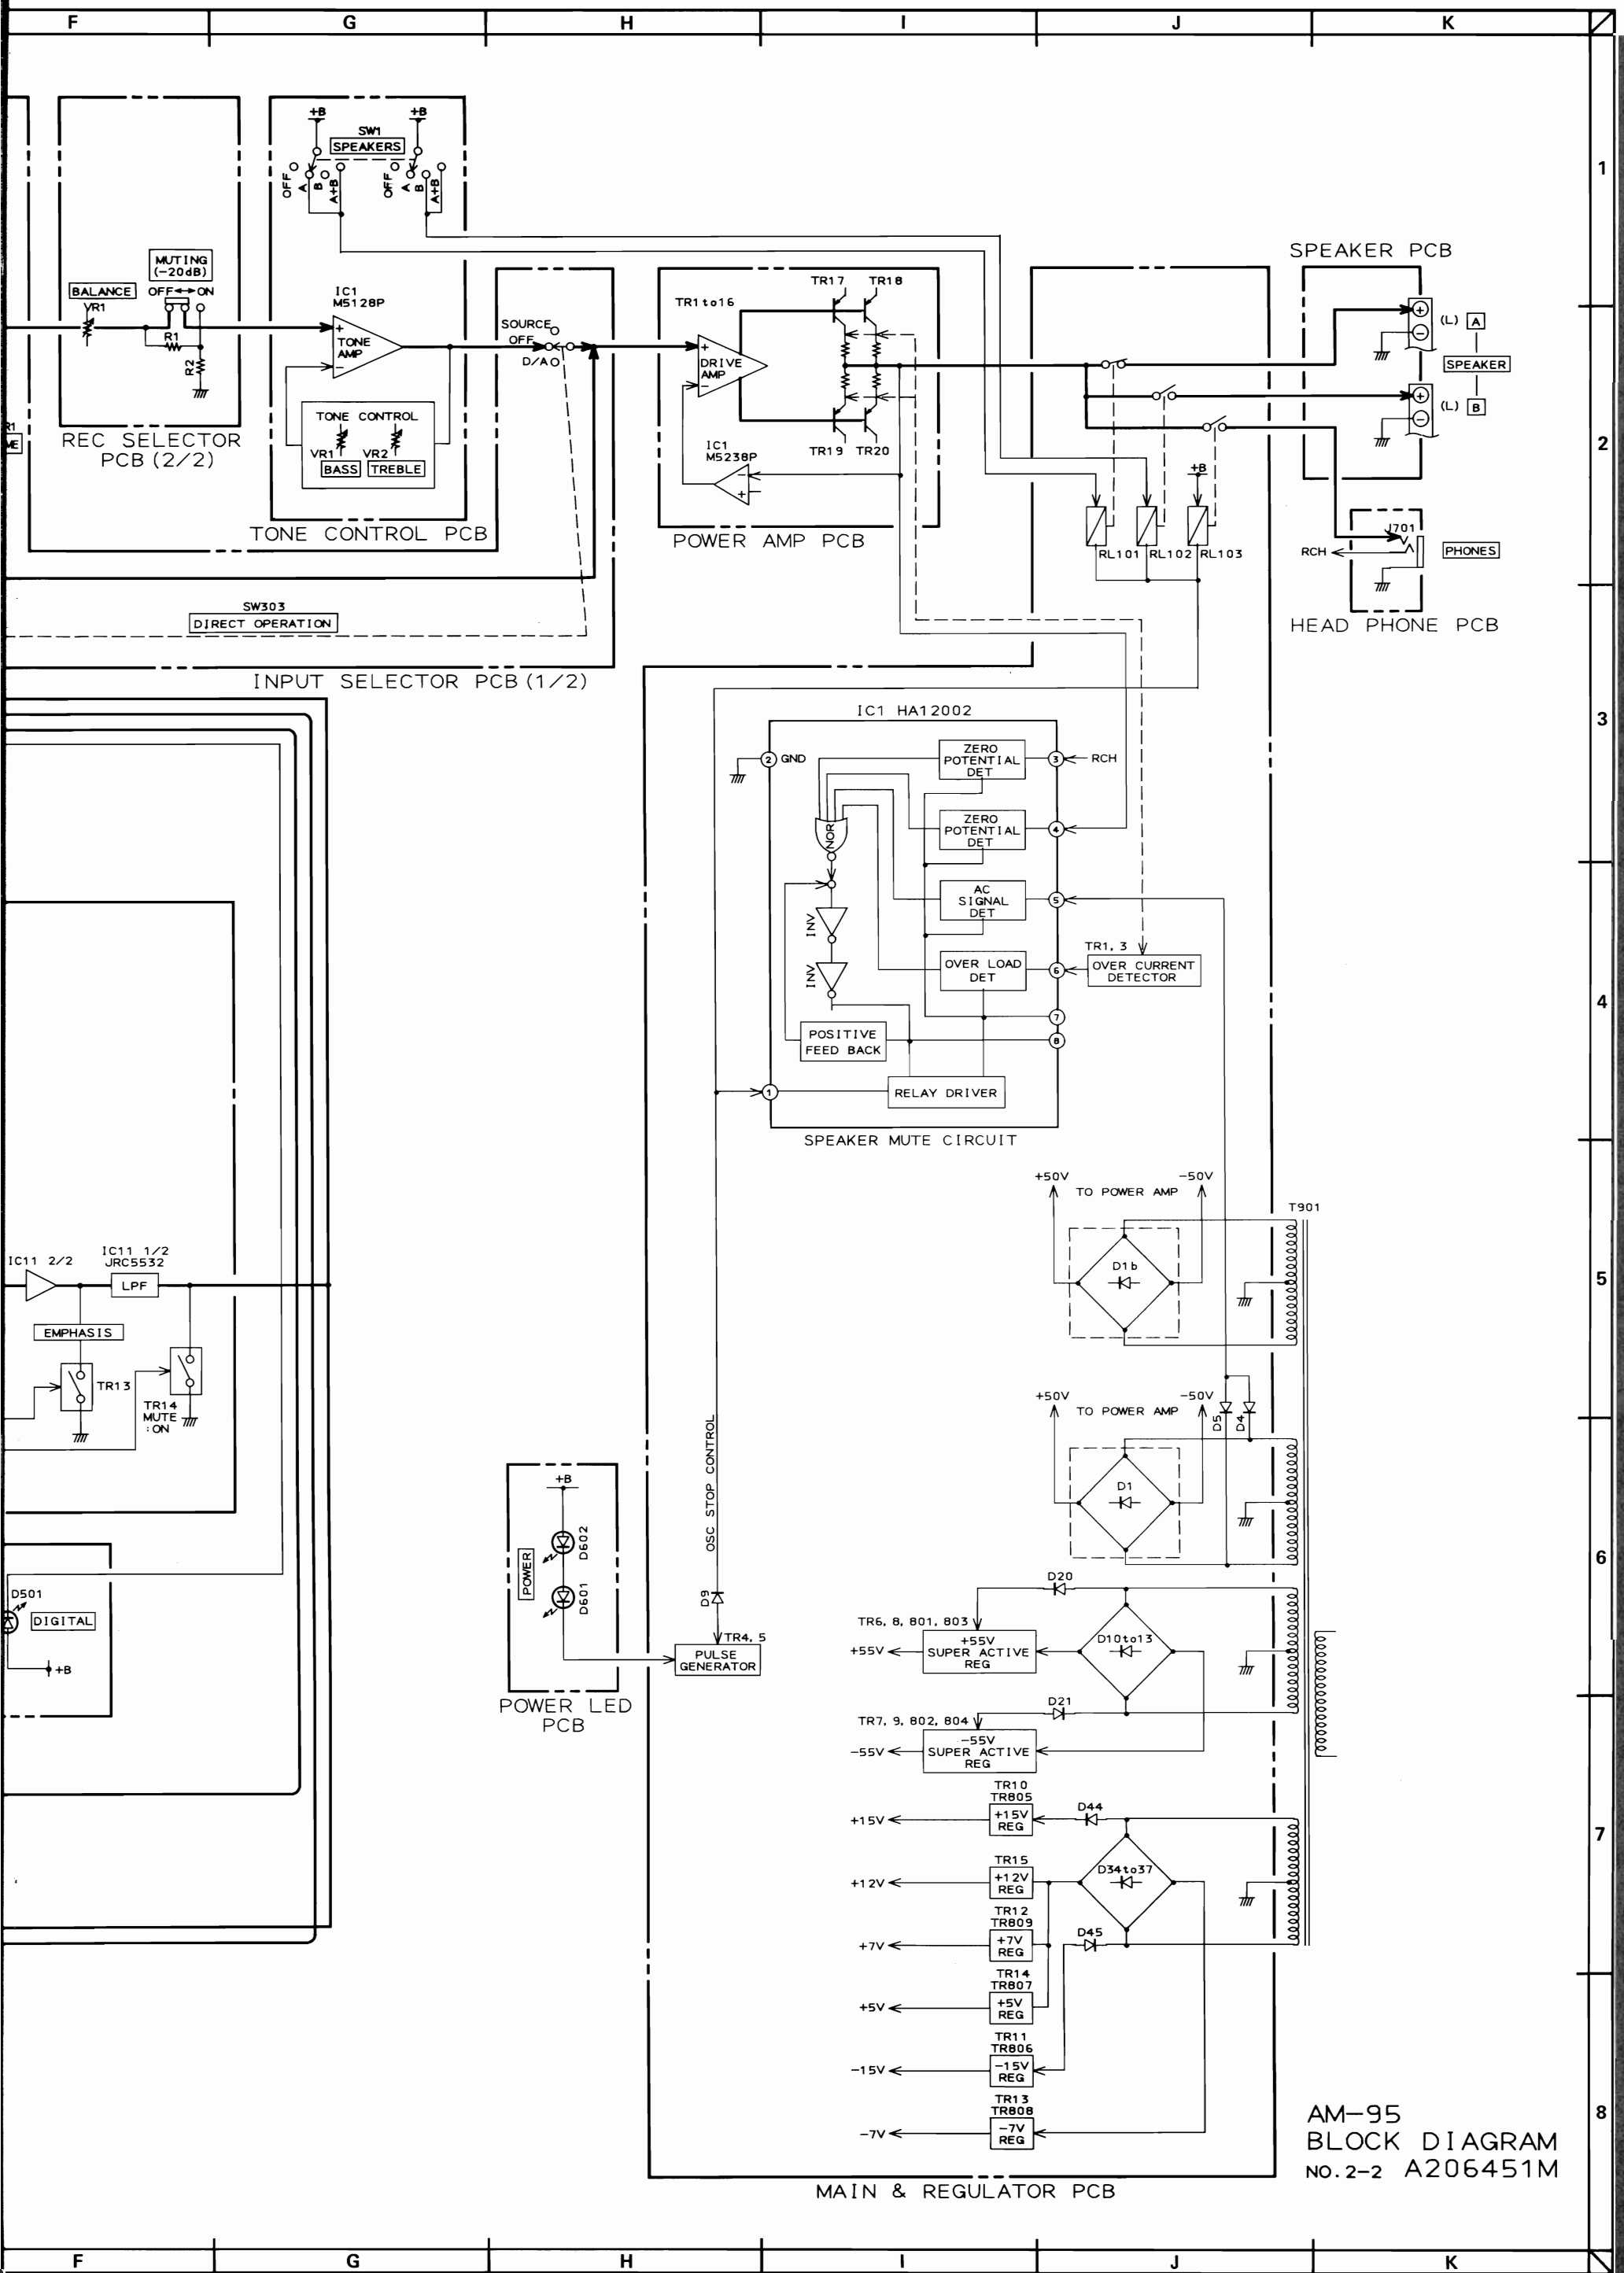 F G H I J K
1
2
3
4
5
6
7
8
+B +B
SW1
SPEAKERS
OFF A B A+B
OFF A B A+B
MUTING
(-20dB)
OFF↔ON
BALANCE
VR1
R1
R2
REC SELECTOR
PCB (2/2)
IC1
M5128P
+
TONE
AMP
−
TONE CONTROL
VR1
BASS
VR2
TREBLE
TONE CONTROL PCB
SOURCE
OFF
D/A
SW303
DIRECT OPERATION
INPUT SELECTOR PCB (1/2)
TR1to16
TR17 TR18
+
DRIVE
AMP
−
IC1
M5238P
−
+
TR19 TR20
POWER AMP PCB
+B
RL101 RL102 RL103
SPEAKER PCB
+
−
(L) A
SPEAKER
+
−
(L) B
J701
RCH
PHONES
HEAD PHONE PCB
IC1 HA12002
2 GND
ZERO
POTENTIAL
DET
3 RCH
ZERO
POTENTIAL
DET
4
NOR
AC
SIGNAL
DET
5
INV
INV
OVER LOAD
DET
6
TR1, 3
OVER CURRENT
DETECTOR
7
8
POSITIVE
FEED BACK
RELAY DRIVER
1
SPEAKER MUTE CIRCUIT
+50V TO POWER AMP -50V
T901
D1b
+50V TO POWER AMP -50V
D5
D4
D1
IC11 2/2
IC11 1/2
JRC5532
LPF
EMPHASIS
TR13
TR14
MUTE
:ON
OSC STOP CONTROL
+B
D602
POWER
D601
POWER LED
PCB
D9
TR4, 5
PULSE
GENERATOR
D501
DIGITAL
+B
D20
TR6, 8, 801, 803
+55V
+55V
SUPER ACTIVE
REG
D10to13
D21
TR7, 9, 802, 804
-55V
-55V
SUPER ACTIVE
REG
TR10
TR805
+15V
+15V
REG
D44
TR15
+12V
+12V
REG
D34to37
TR12
TR809
+7V
+7V
REG
D45
TR14
TR807
+5V
+5V
REG
TR11
TR806
-15V
-15V
REG
TR13
TR808
-7V
-7V
REG
MAIN & REGULATOR PCB
AM-95
BLOCK DIAGRAM
NO.2-2 A206451M
F G H I J K